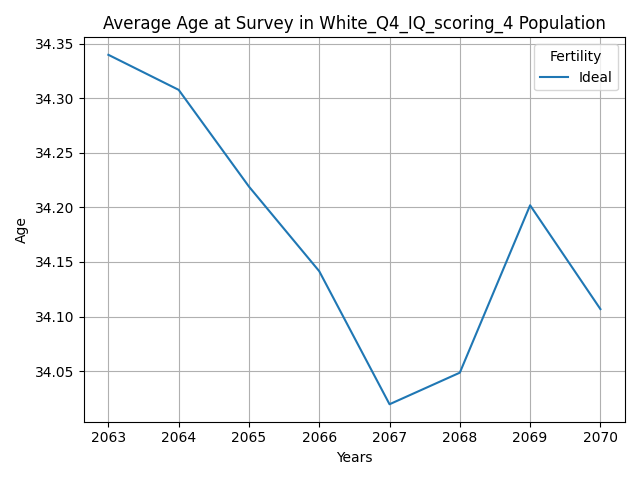 Average Age at Survey in White_Q4_IQ_scoring_4 Population
Fertility
Ideal
Age
34.35
34.30
34.25
34.20
34.15
34.10
34.05
2063 2064 2065 2066 2067 2068 2069 2070
Years